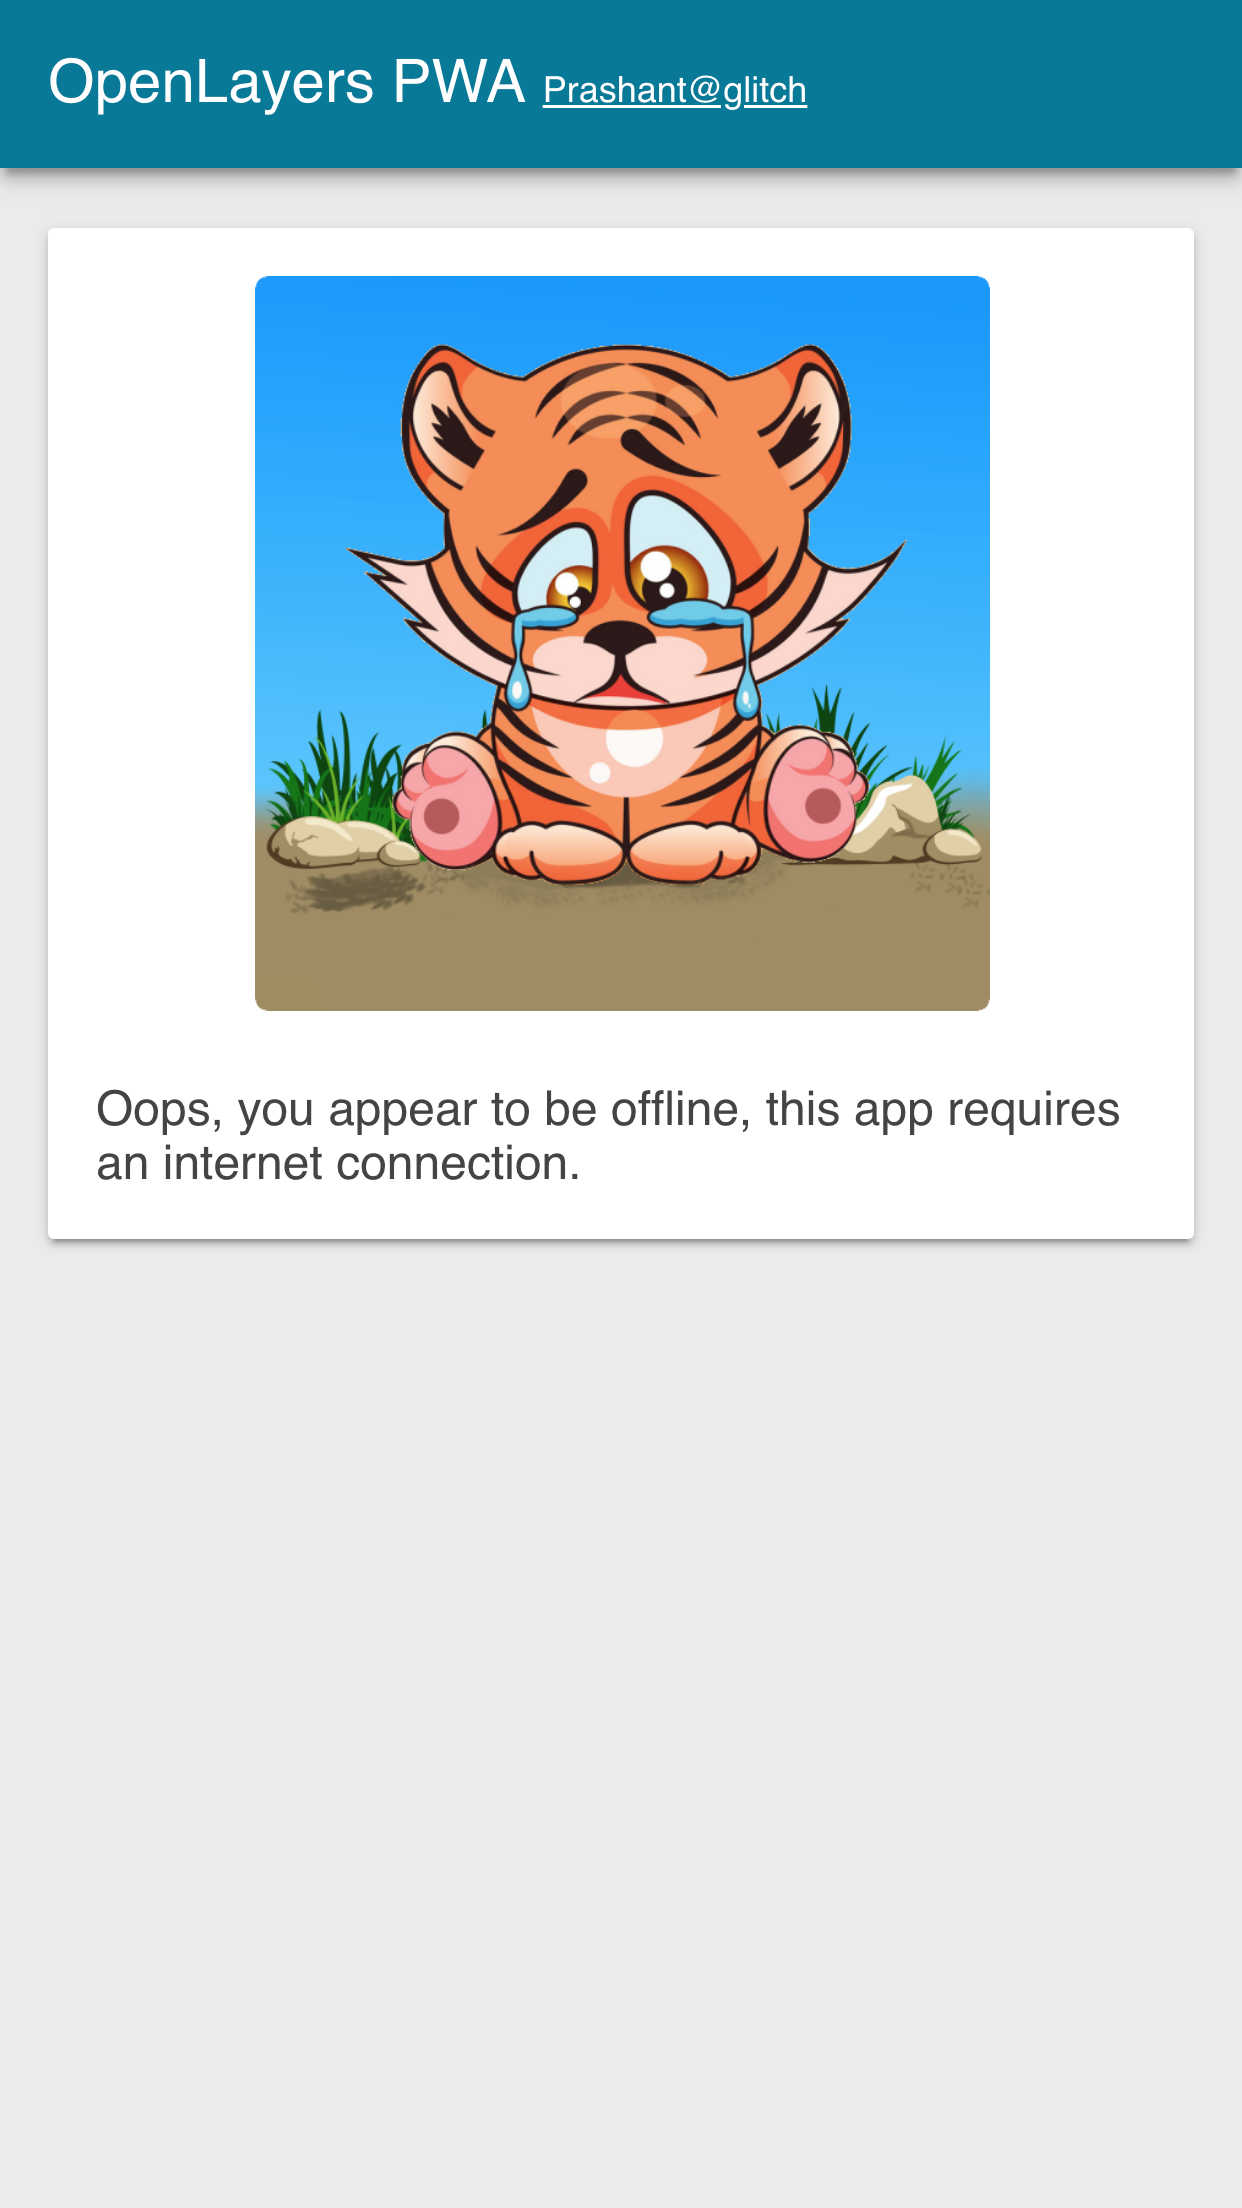 OpenLayers PWA Prashant@glitch
Oops, you appear to be offline, this app requires
an internet connection.